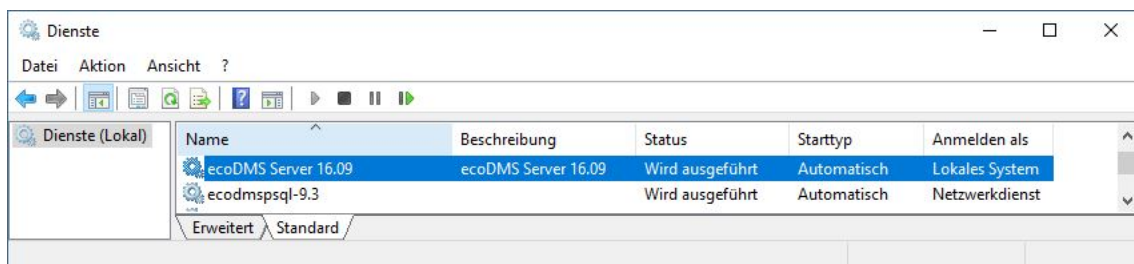 Dienste
Datei Aktion Ansicht ?
Dienste (Lokal)
Name Beschreibung Status Starttyp Anmelden als
ecoDMS Server 16.09 ecoDMS Server 16.09 Wird ausgeführt Automatisch Lokales System
ecodmspsql-9.3 Wird ausgeführt Automatisch Netzwerkdienst
Erweitert Standard